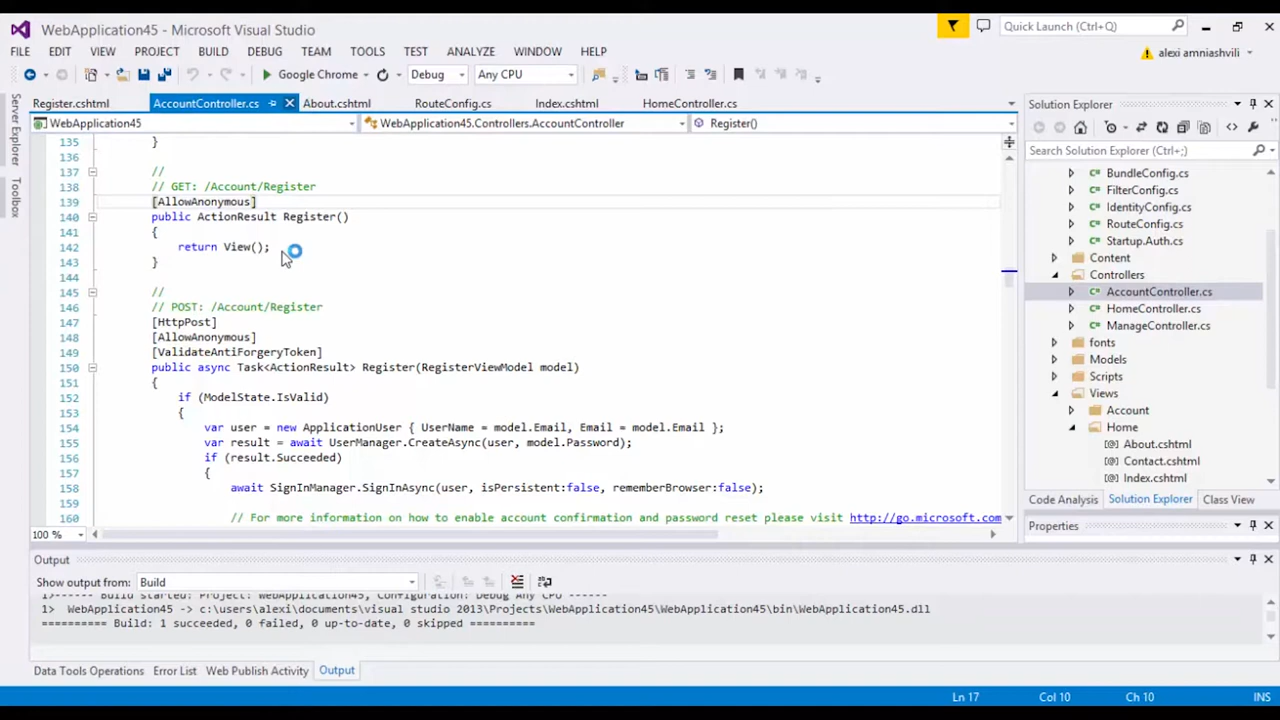 WebApplication45 - Microsoft Visual Studio
Quick Launch (Ctrl+Q)
FILE EDIT VIEW PROJECT BUILD DEBUG TEAM TOOLS TEST ANALYZE WINDOW HELP
alexi amniashvili
Google Chrome Debug Any CPU
Server Explorer
Toolbox
Register.cshtml AccountController.cs About.cshtml RouteConfig.cs Index.cshtml HomeController.cs
WebApplication45 WebApplication45.Controllers.AccountController Register()
135 }
136
137 //
138 // GET: /Account/Register
139 [AllowAnonymous]
140 public ActionResult Register()
141 {
142 return View();
143 }
144
145 //
146 // POST: /Account/Register
147 [HttpPost]
148 [AllowAnonymous]
149 [ValidateAntiForgeryToken]
150 public async Task<ActionResult> Register(RegisterViewModel model)
151 {
152 if (ModelState.IsValid)
153 {
154 var user = new ApplicationUser { UserName = model.Email, Email = model.Email };
155 var result = await UserManager.CreateAsync(user, model.Password);
156 if (result.Succeeded)
157 {
158 await SignInManager.SignInAsync(user, isPersistent:false, rememberBrowser:false);
159
160 // For more information on how to enable account confirmation and password reset please visit http://go.microsoft.com
100 %
Solution Explorer
Search Solution Explorer (Ctrl+;)
BundleConfig.cs
FilterConfig.cs
IdentityConfig.cs
RouteConfig.cs
Startup.Auth.cs
Content
Controllers
AccountController.cs
HomeController.cs
ManageController.cs
fonts
Models
Scripts
Views
Account
Home
About.cshtml
Contact.cshtml
Index.cshtml
Code Analysis Solution Explorer Class View
Properties
Output
Show output from: Build
1>------ Build started: Project: WebApplication45, Configuration: Debug Any CPU ------
1> WebApplication45 -> c:\users\alexi\documents\visual studio 2013\Projects\WebApplication45\WebApplication45\bin\WebApplication45.dll
========== Build: 1 succeeded, 0 failed, 0 up-to-date, 0 skipped ==========
Data Tools Operations Error List Web Publish Activity Output
Ln 17 Col 10 Ch 10 INS